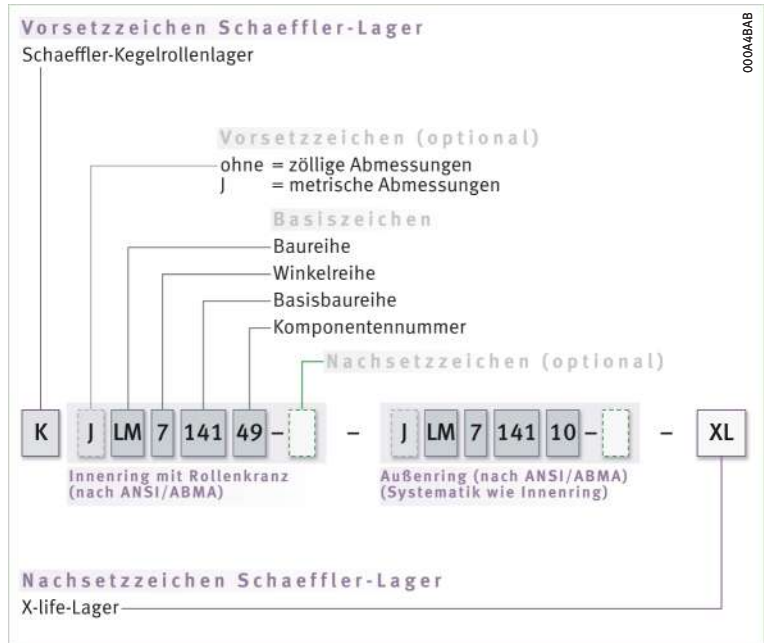 Vorsetzzeichen Schaeffler-Lager
Schaeffler-Kegelrollenlager
000A4BAB
Vorsetzzeichen (optional)
ohne = zöllige Abmessungen
J = metrische Abmessungen
Basiszeichen
Baureihe
Winkelreihe
Basisbaureihe
Komponentennummer
Nachsetzzeichen (optional)
K J LM 7 141 49 – – J LM 7 141 10 – – XL
Innenring mit Rollenkranz
(nach ANSI/ABMA)
Außenring (nach ANSI/ABMA)
(Systematik wie Innenring)
Nachsetzzeichen Schaeffler-Lager
X-life-Lager